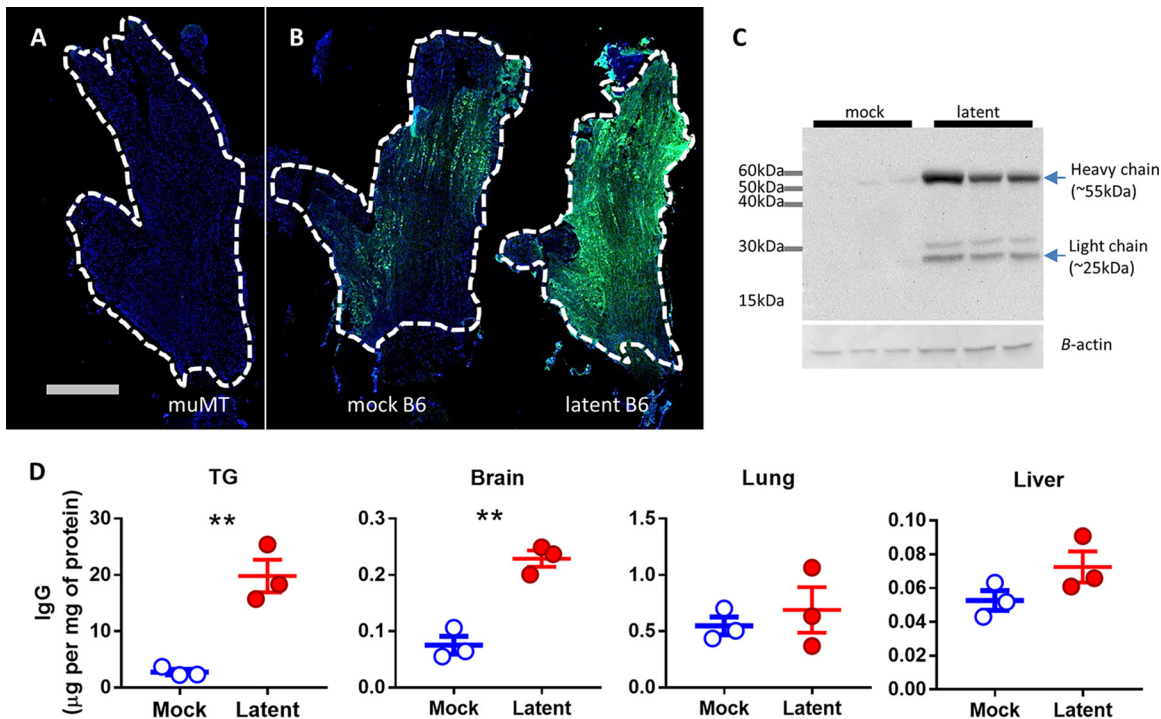 A
B
C
muMT
mock B6
latent B6
mock
latent
60kDa
50kDa
40kDa
30kDa
15kDa
Heavy chain
(~55kDa)
Light chain
(~25kDa)
B-actin
D
TG
Brain
Lung
Liver
IgG
(μg per mg of protein)
30
20
10
0
**
Mock Latent
0.3
0.2
0.1
0.0
**
Mock Latent
1.5
1.0
0.5
0.0
Mock Latent
0.10
0.08
0.06
0.04
0.02
0.00
Mock Latent